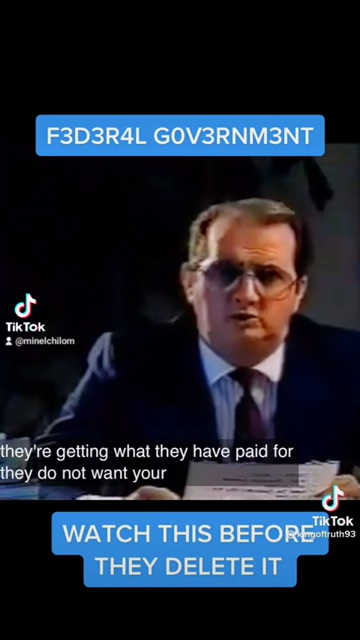 F3D3R4L G0V3RNM3NT
TikTok
@minelchilom
they're getting what they have paid for
they do not want your
TikTok
@kingoftruth93
WATCH THIS BEFORE
THEY DELETE IT